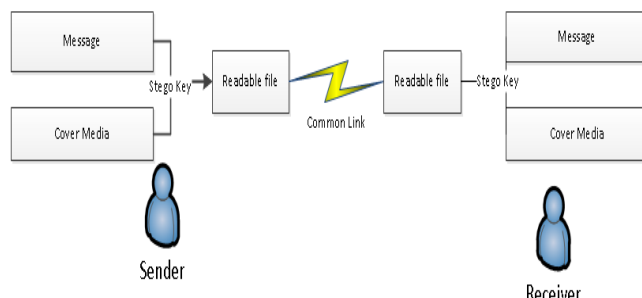 Message
Message
Stego Key
Readable file
Readable file
Stego Key
Common Link
Cover Media
Cover Media
Sender
Receiver